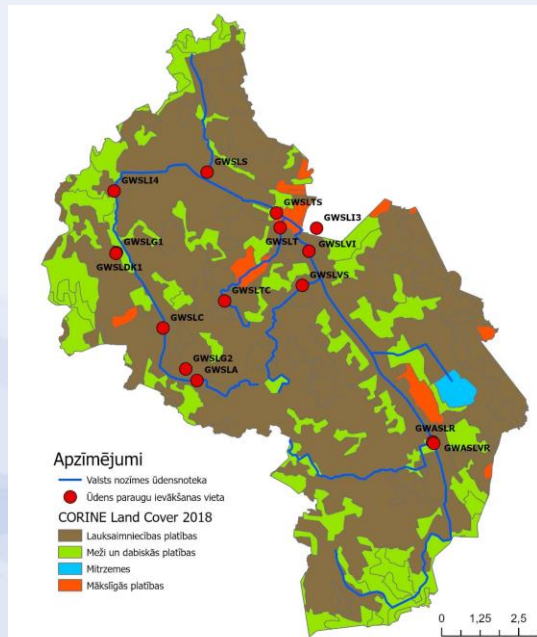 GWSLS
GWSLI4
GWSLTS
GWSLI3
GWSLT
GWSLVI
GWSLG1
GWSLDK1
GWSLVS
GWSLTC
GWSLC
GWSLG2
GWSLA
GWASLR
GWASLVR
Apzīmējumi
Valsts nozīmes ūdensnoteka
Ūdens paraugu ievākšanas vieta
CORINE Land Cover 2018
Lauksaimniecības platības
Meži un dabiskās platības
Mitrzemes
Mākslīgās platības
0 1,25 2,5